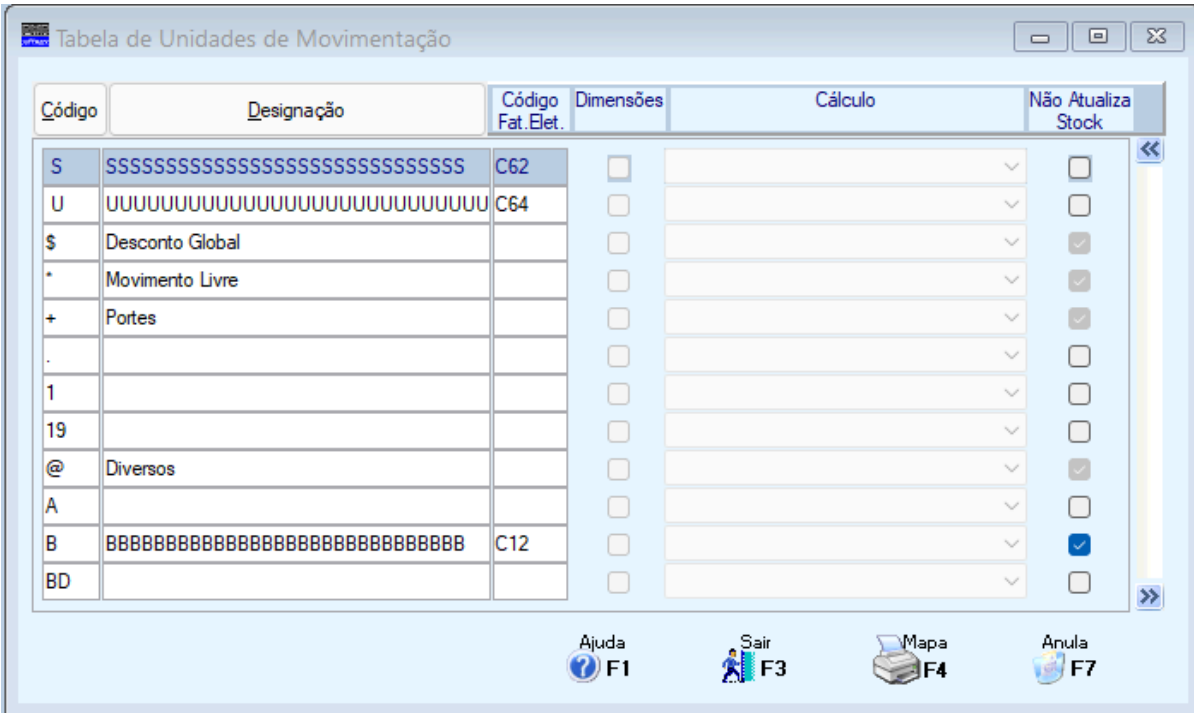 Tabela de Unidades de Movimentação
Código Designação Código Fat.Elet. Dimensões Cálculo Não Atualiza Stock
S SSSSSSSSSSSSSSSSSSSSSSSSSSSSSS C62
U UUUUUUUUUUUUUUUUUUUUUUUUUUUUU C64
$ Desconto Global
* Movimento Livre
+ Portes
.
1
19
@ Diversos
A
B BBBBBBBBBBBBBBBBBBBBBBBBBBBBBB C12
BD
Ajuda F1 Sair F3 Mapa F4 Anula F7